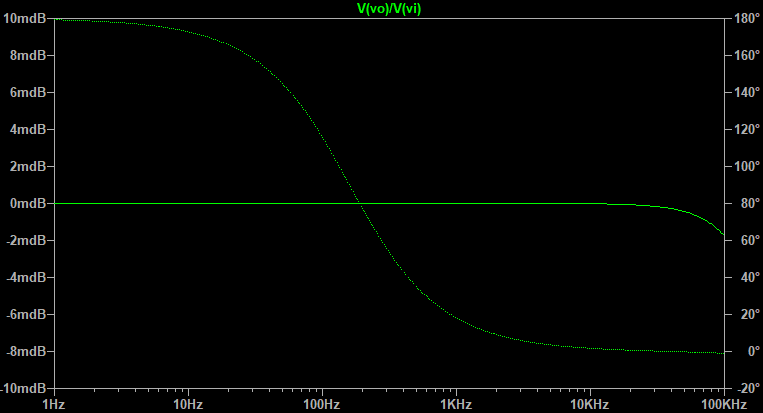 V(vo)/V(vi)
10mdB 180°
8mdB 160°
6mdB 140°
4mdB 120°
2mdB 100°
0mdB 80°
-2mdB 60°
-4mdB 40°
-6mdB 20°
-8mdB 0°
-10mdB -20°
1Hz 10Hz 100Hz 1KHz 10KHz 100KHz